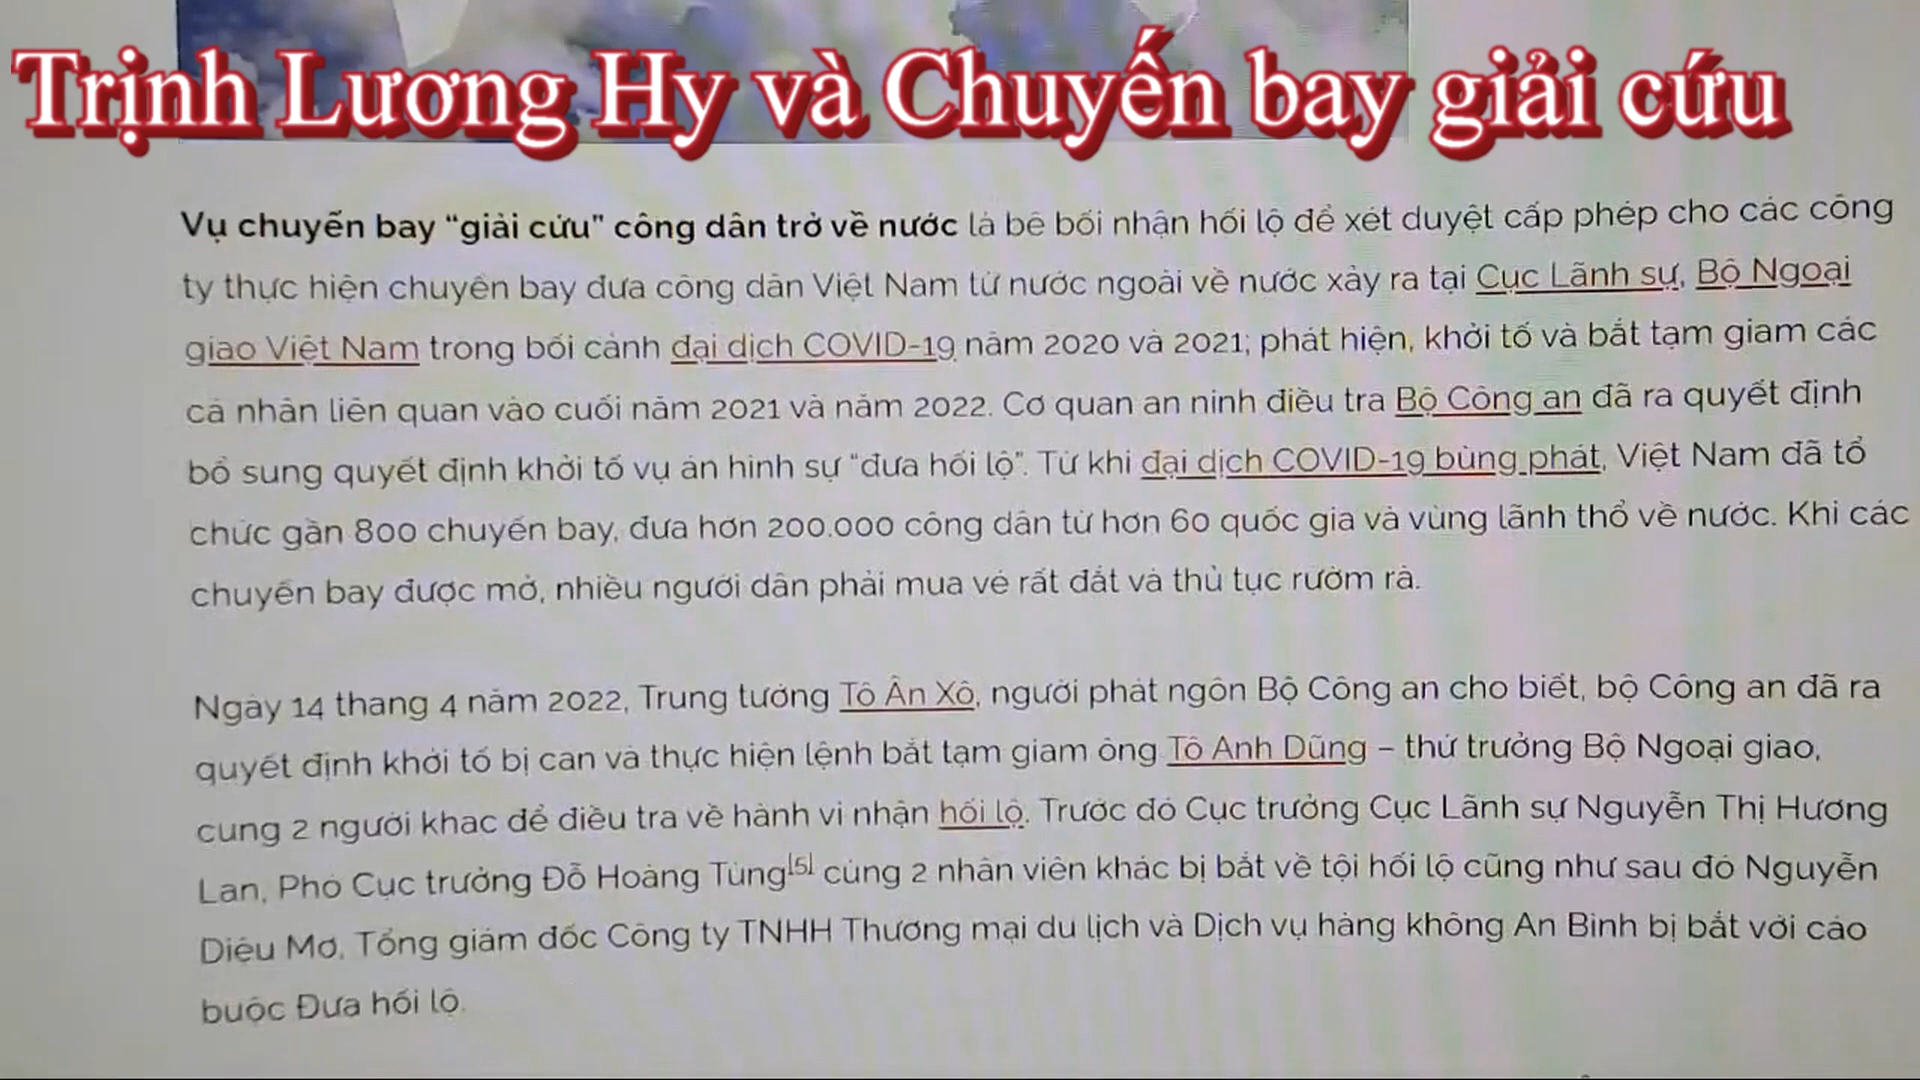 Trịnh Lương Hy và Chuyến bay giải cứu
Vụ chuyến bay “giải cứu” công dân trở về nước là bê bối nhận hối lộ để xét duyệt cấp phép cho các công
ty thực hiện chuyến bay đưa công dân Việt Nam từ nước ngoài về nước xảy ra tại Cục Lãnh sự, Bộ Ngoại
giao Việt Nam trong bối cảnh đại dịch COVID-19 năm 2020 và 2021; phát hiện, khởi tố và bắt tạm giam các
cá nhân liên quan vào cuối năm 2021 và năm 2022. Cơ quan an ninh điều tra Bộ Công an đã ra quyết định
bổ sung quyết định khởi tố vụ án hình sự “đưa hối lộ”. Từ khi đại dịch COVID-19 bùng phát, Việt Nam đã tổ
chức gần 800 chuyến bay, đưa hơn 200.000 công dân từ hơn 60 quốc gia và vùng lãnh thổ về nước. Khi các
chuyến bay được mở, nhiều người dân phải mua vé rất đắt và thủ tục rườm rà.
Ngày 14 tháng 4 năm 2022, Trung tướng Tô Ân Xô, người phát ngôn Bộ Công an cho biết, bộ Công an đã ra
quyết định khởi tố bị can và thực hiện lệnh bắt tạm giam ông Tô Anh Dũng – thứ trưởng Bộ Ngoại giao,
cùng 2 người khác để điều tra về hành vi nhận hối lộ. Trước đó Cục trưởng Cục Lãnh sự Nguyễn Thị Hương
Lan, Phó Cục trưởng Đỗ Hoàng Tùng[5] cùng 2 nhân viên khác bị bắt về tội hối lộ cũng như sau đó Nguyễn
Diệu Mơ, Tổng giám đốc Công ty TNHH Thương mại du lịch và Dịch vụ hàng không An Bình bị bắt với cáo
buộc Đưa hối lộ.